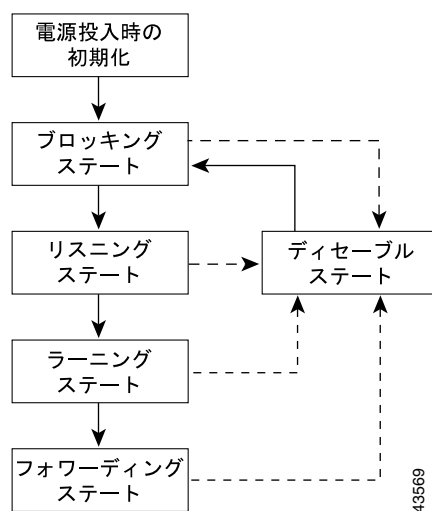 電源投入時の
初期化
ブロッキング
ステート
リスニング
ステート
ディセーブル
ステート
ラーニング
ステート
フォワーディング
ステート
43569